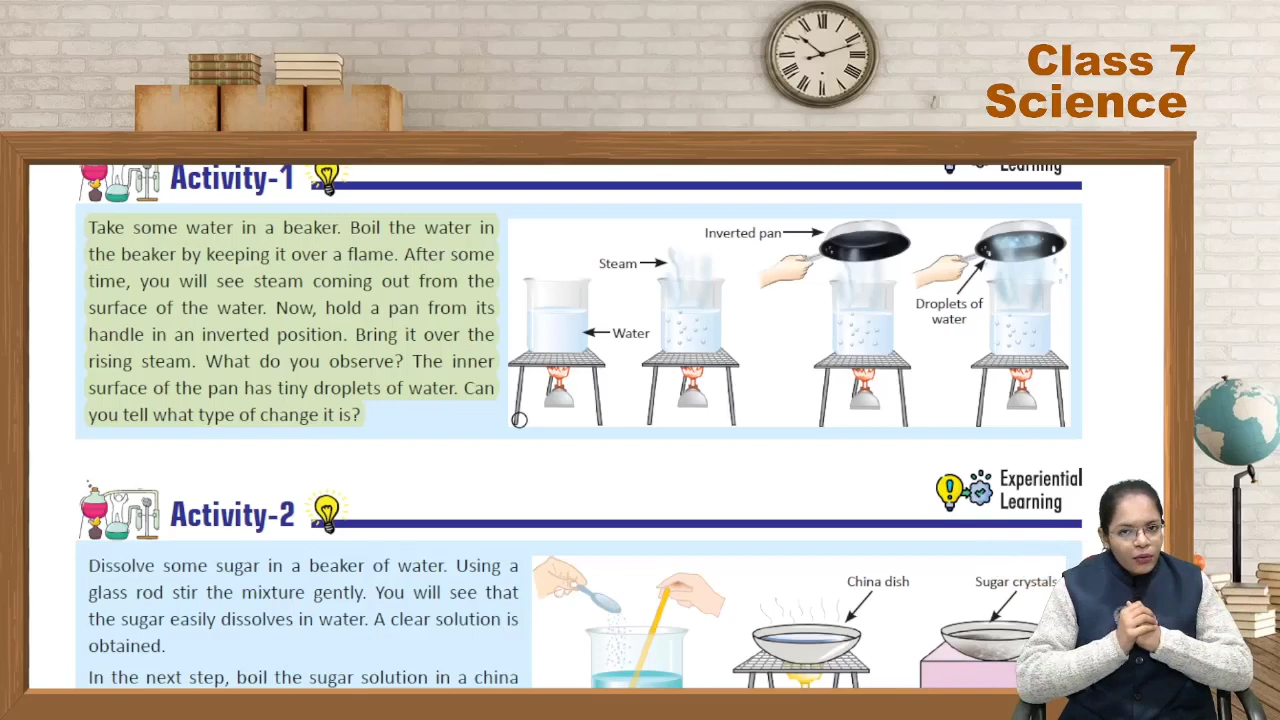 Class 7
Science
Learning
Activity-1
Take some water in a beaker. Boil the water in
the beaker by keeping it over a flame. After some
time, you will see steam coming out from the
surface of the water. Now, hold a pan from its
handle in an inverted position. Bring it over the
rising steam. What do you observe? The inner
surface of the pan has tiny droplets of water. Can
you tell what type of change it is?
Inverted pan
Steam
Water
Droplets of
water
Experiential
Learning
Activity-2
Dissolve some sugar in a beaker of water. Using a
glass rod stir the mixture gently. You will see that
the sugar easily dissolves in water. A clear solution is
obtained.
In the next step, boil the sugar solution in a china
China dish
Sugar crystals